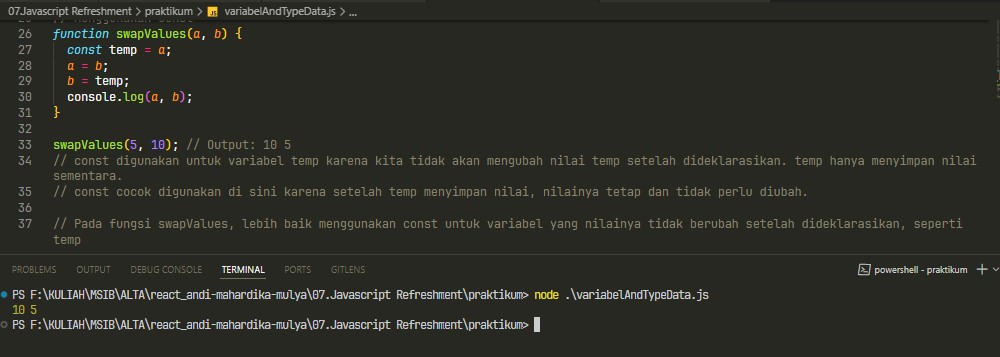 07.Javascript Refreshment > praktikum > JS variabelAndTypeData.js > ...
26 function swapValues(a, b) {
27 const temp = a;
28 a = b;
29 b = temp;
30 console.log(a, b);
31 }
32
33 swapValues(5, 10); // Output: 10 5
34 // const digunakan untuk variabel temp karena kita tidak akan mengubah nilai temp setelah dideklarasikan. temp hanya menyimpan nilai
sementara.
35 // const cocok digunakan di sini karena setelah temp menyimpan nilai, nilainya tetap dan tidak perlu diubah.
36
37 // Pada fungsi swapValues, lebih baik menggunakan const untuk variabel yang nilainya tidak berubah setelah dideklarasikan, seperti
temp
PROBLEMS OUTPUT DEBUG CONSOLE TERMINAL PORTS GITLENS powershell - praktikum
PS F:\KULIAH\MSIB\ALTA\react_andi-mahardika-mulya\07.Javascript Refreshment\praktikum> node .\variabelAndTypeData.js
10 5
PS F:\KULIAH\MSIB\ALTA\react_andi-mahardika-mulya\07.Javascript Refreshment\praktikum>